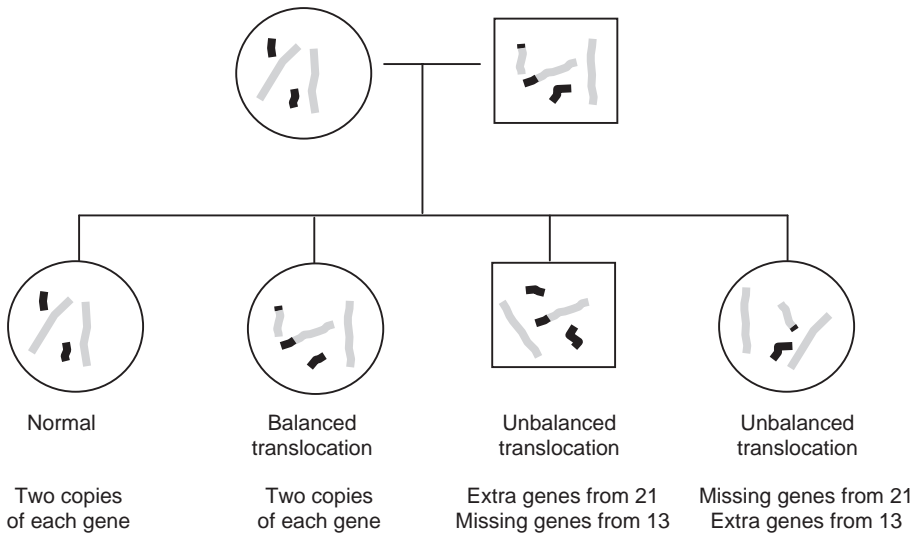 Normal
Balanced
translocation
Unbalanced
translocation
Unbalanced
translocation
Two copies
of each gene
Two copies
of each gene
Extra genes from 21
Missing genes from 13
Missing genes from 21
Extra genes from 13